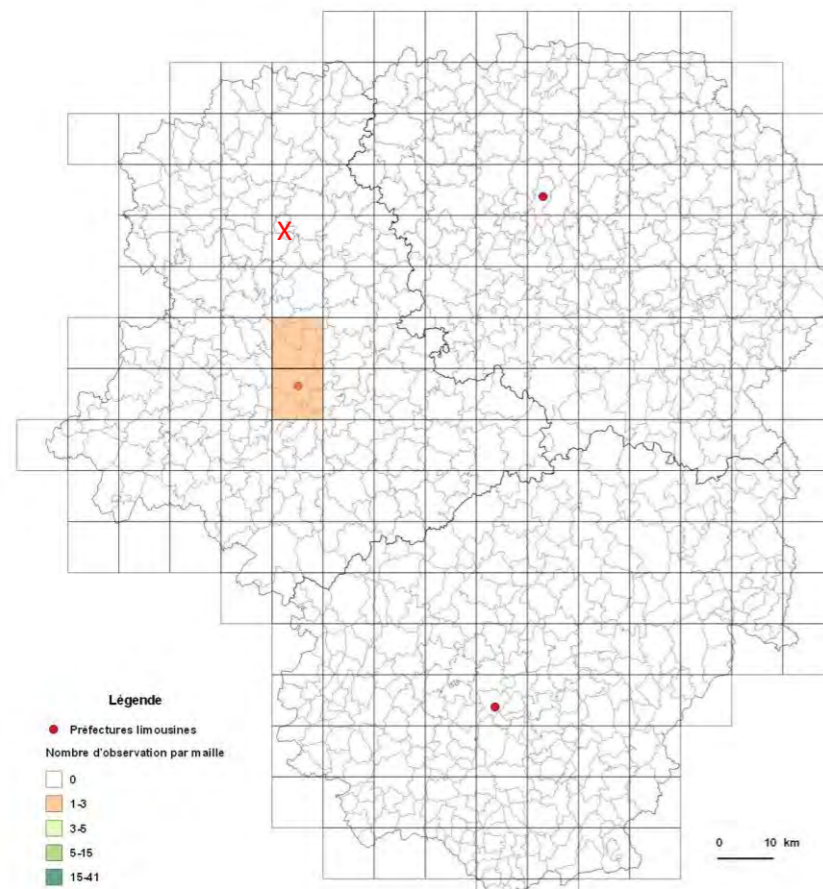 X
Légende
Préfectures limousines
Nombre d'observation par maille
0
1-3
3-5
5-15
15-41
0 10 km